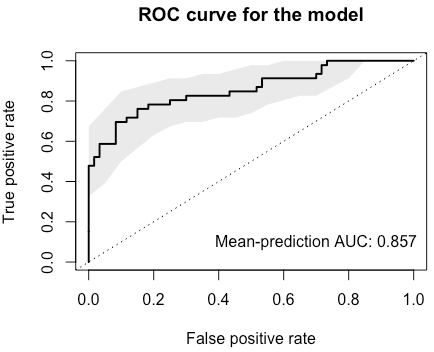 ROC curve for the model
True positive rate
1.0
0.8
0.6
0.4
0.2
0.0
Mean-prediction AUC: 0.857
0.0 0.2 0.4 0.6 0.8 1.0
False positive rate